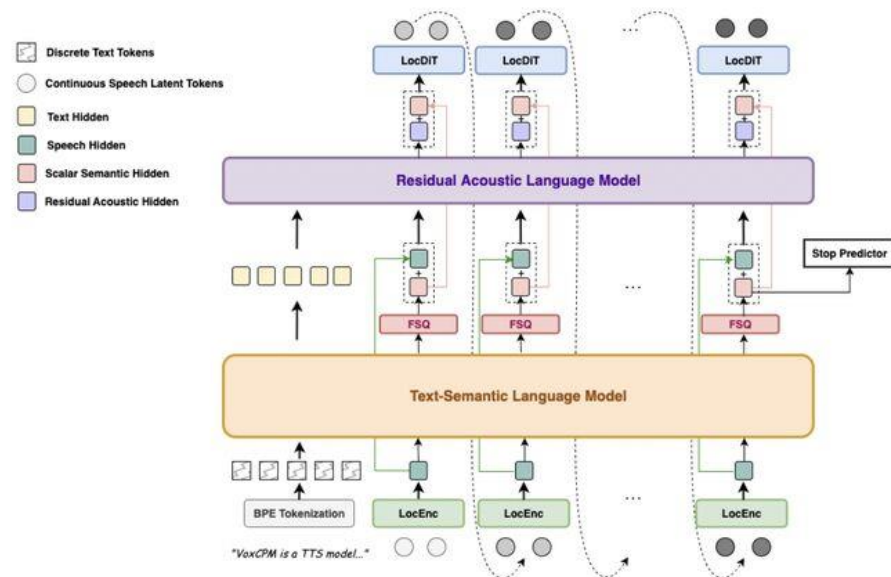 Discrete Text Tokens
Continuous Speech Latent Tokens
Text Hidden
Speech Hidden
Scalar Semantic Hidden
Residual Acoustic Hidden
LocDiT LocDiT ... LocDiT
+ + +
Residual Acoustic Language Model
+ + ... +
Stop Predictor
FSQ FSQ FSQ
Text-Semantic Language Model
BPE Tokenization LocEnc LocEnc ... LocEnc
"VoxCPM is a TTS model..."